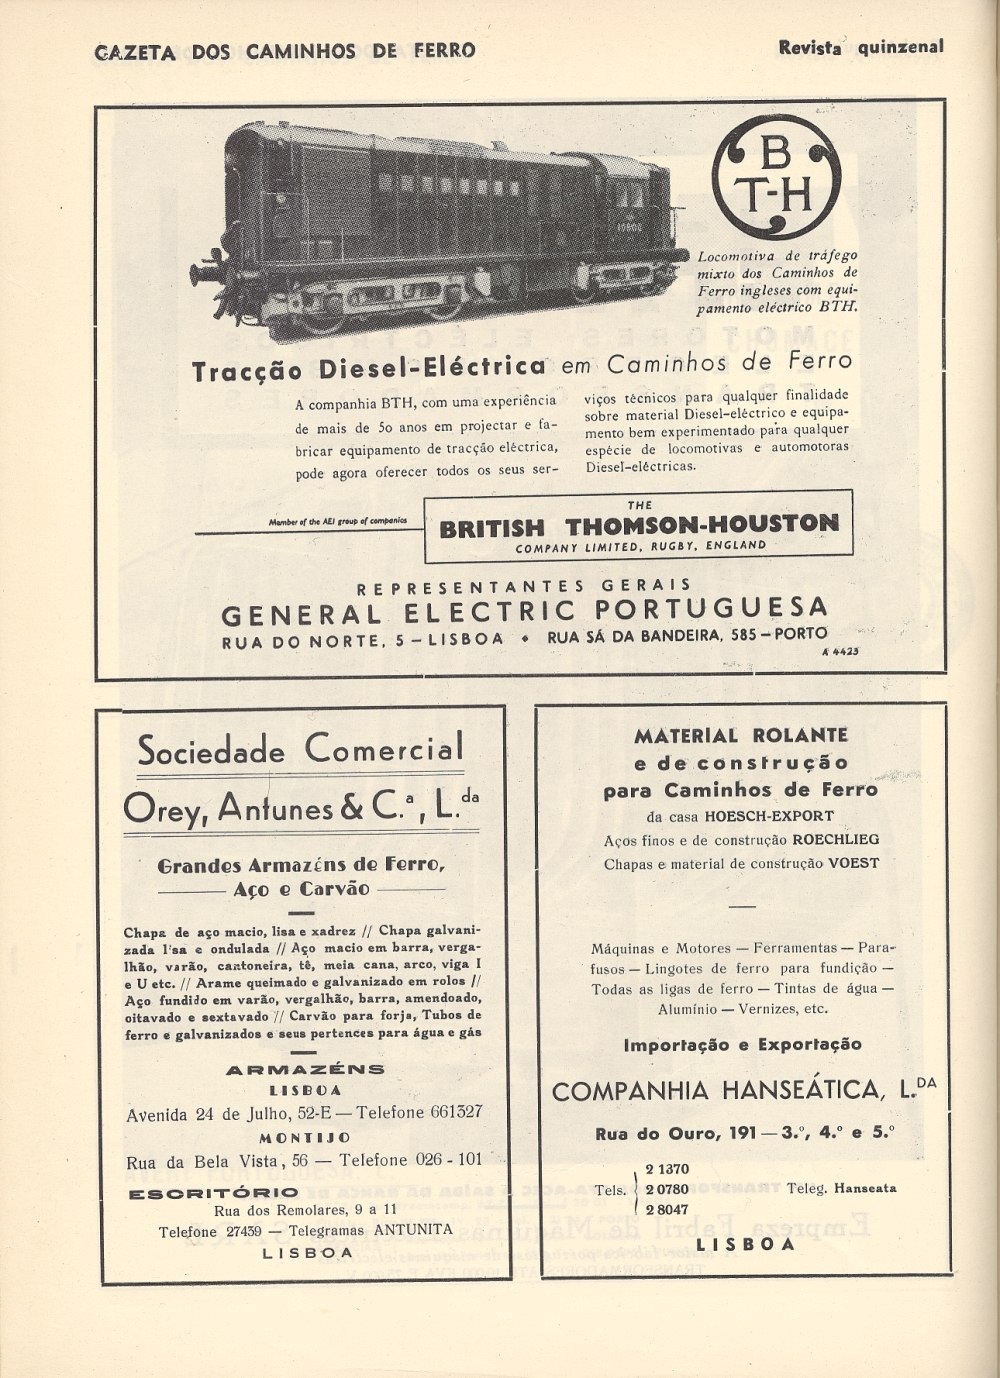 GAZETA DOS CAMINHOS DE FERRO
Revista quinzenal
B
T-H
10800
Locomotiva de tráfego
mixto dos Caminhos de
Ferro ingleses com equi-
pamento eléctrico BTH.
Tracção Diesel-Eléctrica em Caminhos de Ferro
A companhia BTH, com uma experiência
de mais de 5o anos em projectar e fa-
bricar equipamento de tracção eléctrica,
pode agora oferecer todos os seus ser-
viços técnicos para qualquer finalidade
sobre material Diesel-eléctrico e equipa-
mento bem experimentado para qualquer
espécie de locomotivas e automotoras
Diesel-eléctricas.
Member of the AEI group of companies
THE
BRITISH THOMSON-HOUSTON
COMPANY LIMITED, RUGBY, ENGLAND
REPRESENTANTES GERAIS
GENERAL ELECTRIC PORTUGUESA
RUA DO NORTE, 5 – LISBOA • RUA SÁ DA BANDEIRA, 585 – PORTO
A 4423
Sociedade Comercial
Orey, Antunes & C.ª, L.da
Grandes Armazéns de Ferro,
Aço e Carvão
Chapa de aço macio, lisa e xadrez // Chapa galvani-
zada l'sa e ondulada // Aço macio em barra, verga-
lhão, varão, cantoneira, tê, meia cana, arco, viga I
e U etc. // Arame queimado e galvanizado em rolos //
Aço fundido em varão, vergalhão, barra, amendoado,
oitavado e sextavado // Carvão para forja, Tubos de
ferro e galvanizados e seus pertences para água e gás
ARMAZÉNS
LISBOA
Avenida 24 de Julho, 52-E — Telefone 661327
MONTIJO
Rua da Bela Vista, 56 — Telefone 026 - 101
ESCRITÓRIO
Rua dos Remolares, 9 a 11
Telefone 27439 — Telegramas ANTUNITA
LISBOA
MATERIAL ROLANTE
e de construção
para Caminhos de Ferro
da casa HOESCH-EXPORT
Aços finos e de construção ROECHLIEG
Chapas e material de construção VOEST
Máquinas e Motores — Ferramentas — Para-
fusos — Lingotes de ferro para fundição —
Todas as ligas de ferro — Tintas de água —
Alumínio — Vernizes, etc.
Importação e Exportação
COMPANHIA HANSEÁTICA, L.DA
Rua do Ouro, 191 — 3.º, 4.º e 5.º
Tels. { 2 1370
2 0780
2 8047
Teleg. Hanseata
LISBOA